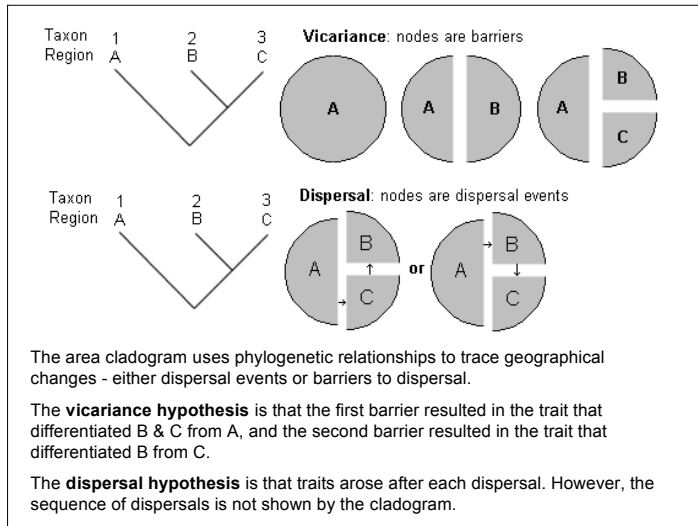 Taxon 1 2 3
Region A B C
Vicariance: nodes are barriers
A A B A B C
Taxon 1 2 3
Region A B C
Dispersal: nodes are dispersal events
A B C or A B C
The area cladogram uses phylogenetic relationships to trace geographical
changes - either dispersal events or barriers to dispersal.
The vicariance hypothesis is that the first barrier resulted in the trait that
differentiated B & C from A, and the second barrier resulted in the trait that
differentiated B from C.
The dispersal hypothesis is that traits arose after each dispersal. However, the
sequence of dispersals is not shown by the cladogram.